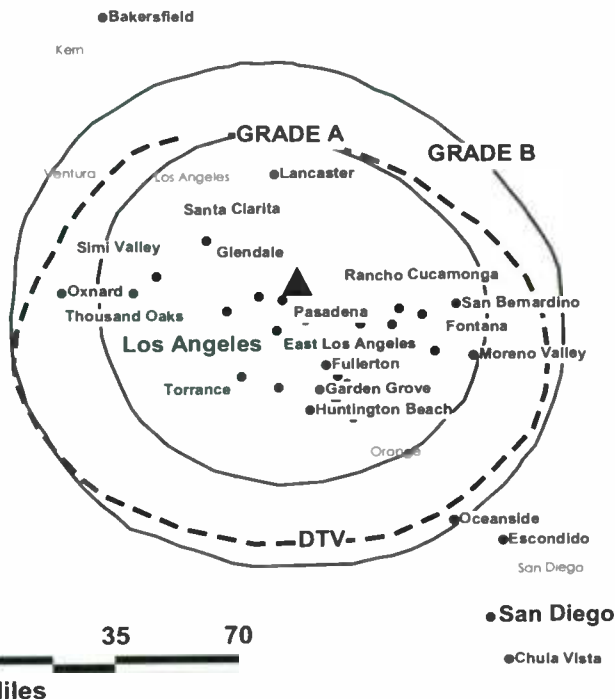 Bakersfield
Kern
GRADE A
GRADE B
Ventura
Los Angeles
Lancaster
Santa Clarita
Simi Valley
Glendale
Rancho Cucamonga
Oxnard
San Bernardino
Thousand Oaks
Pasadena
Fontana
Los Angeles
East Los Angeles
Moreno Valley
Fullerton
Torrance
Garden Grove
Huntington Beach
Orange
Oceanside
DTV
Escondido
San Diego
San Diego
35 70
Chula Vista
Miles